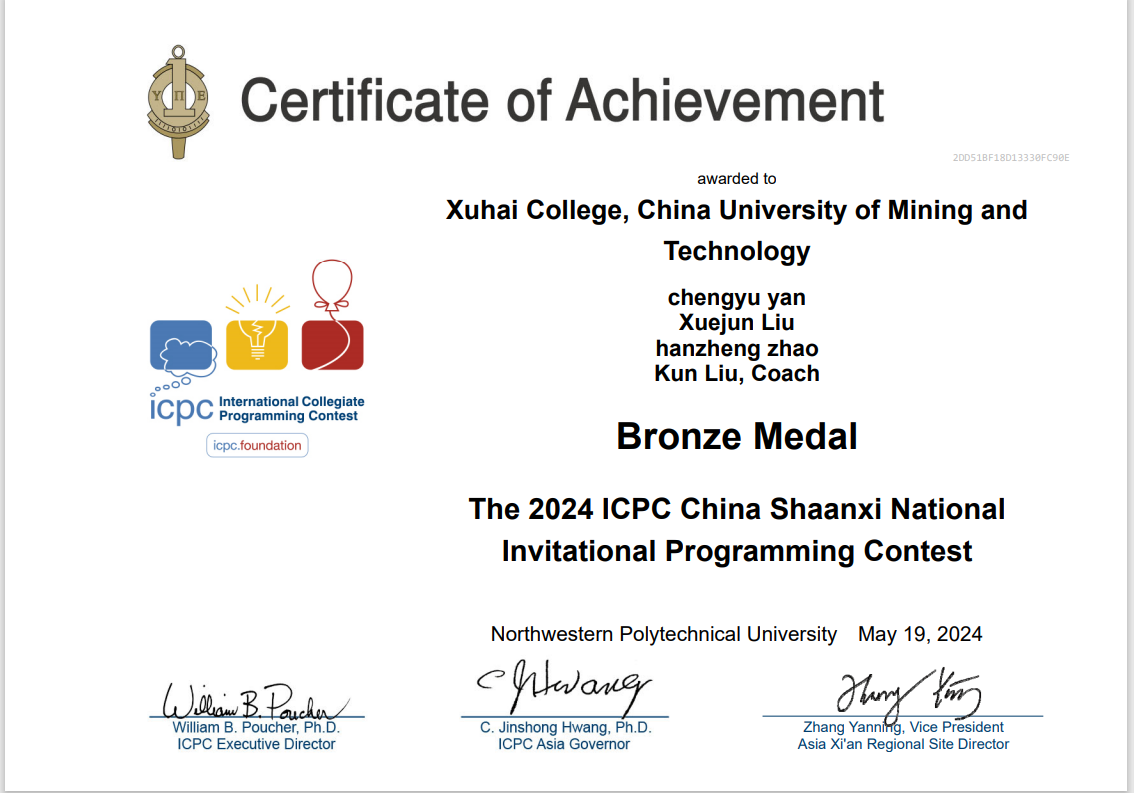 Y Π E
Certificate of Achievement
2DD51BF18D13330FC90E
awarded to
Xuhai College, China University of Mining and
Technology
chengyu yan
Xuejun Liu
hanzheng zhao
Kun Liu, Coach
Bronze Medal
The 2024 ICPC China Shaanxi National
Invitational Programming Contest
icpc International Collegiate
Programming Contest
icpc.foundation
Northwestern Polytechnical University May 19, 2024
William B. Poucher
C J Hwang
William B. Poucher, Ph.D.
ICPC Executive Director
C. Jinshong Hwang, Ph.D.
ICPC Asia Governor
Zhang Yanning, Vice President
Asia Xi'an Regional Site Director